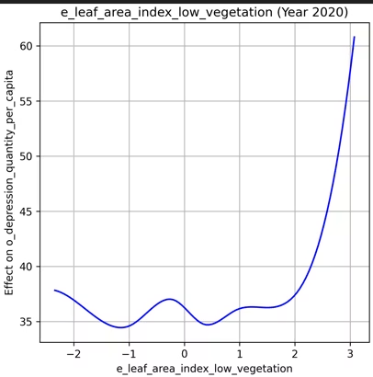 e_leaf_area_index_low_vegetation (Year 2020)
60
55
50
45
40
35
Effect on o_depression_quantity_per_capita
−2 −1 0 1 2 3
e_leaf_area_index_low_vegetation